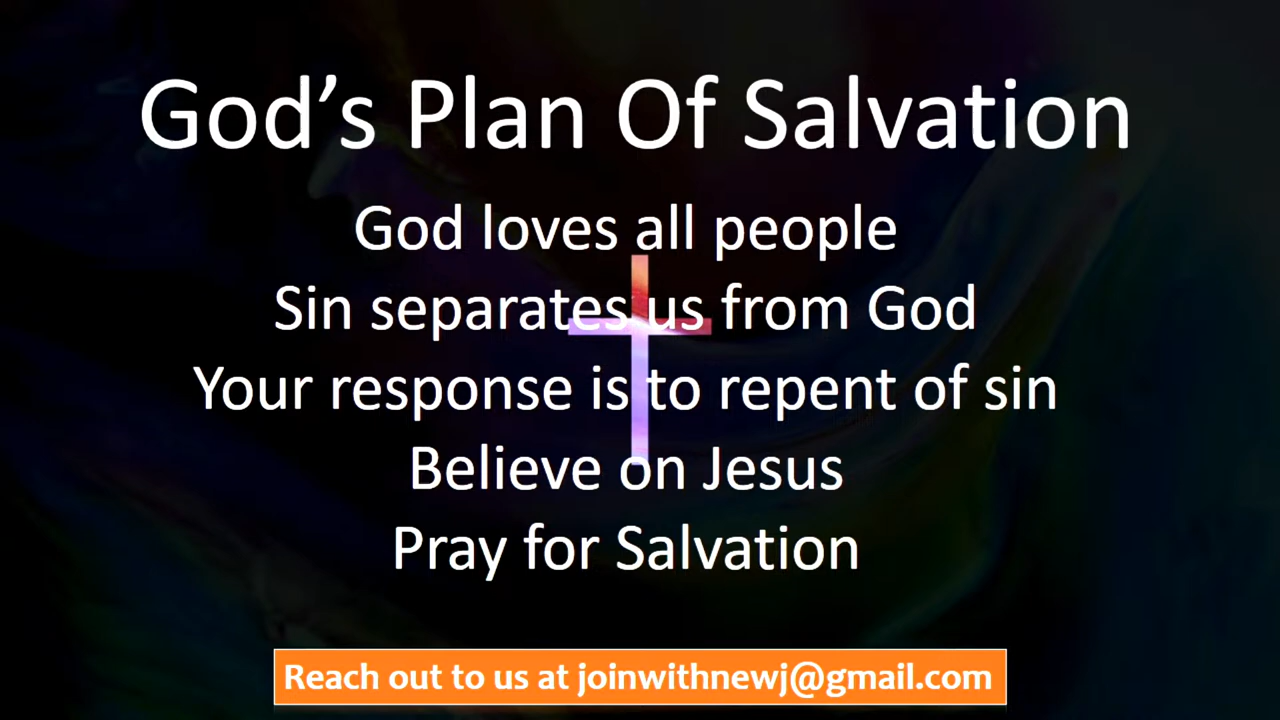 God’s Plan Of Salvation
God loves all people
Sin separates us from God
Your response is to repent of sin
Believe on Jesus
Pray for Salvation
Reach out to us at joinwithnewj@gmail.com